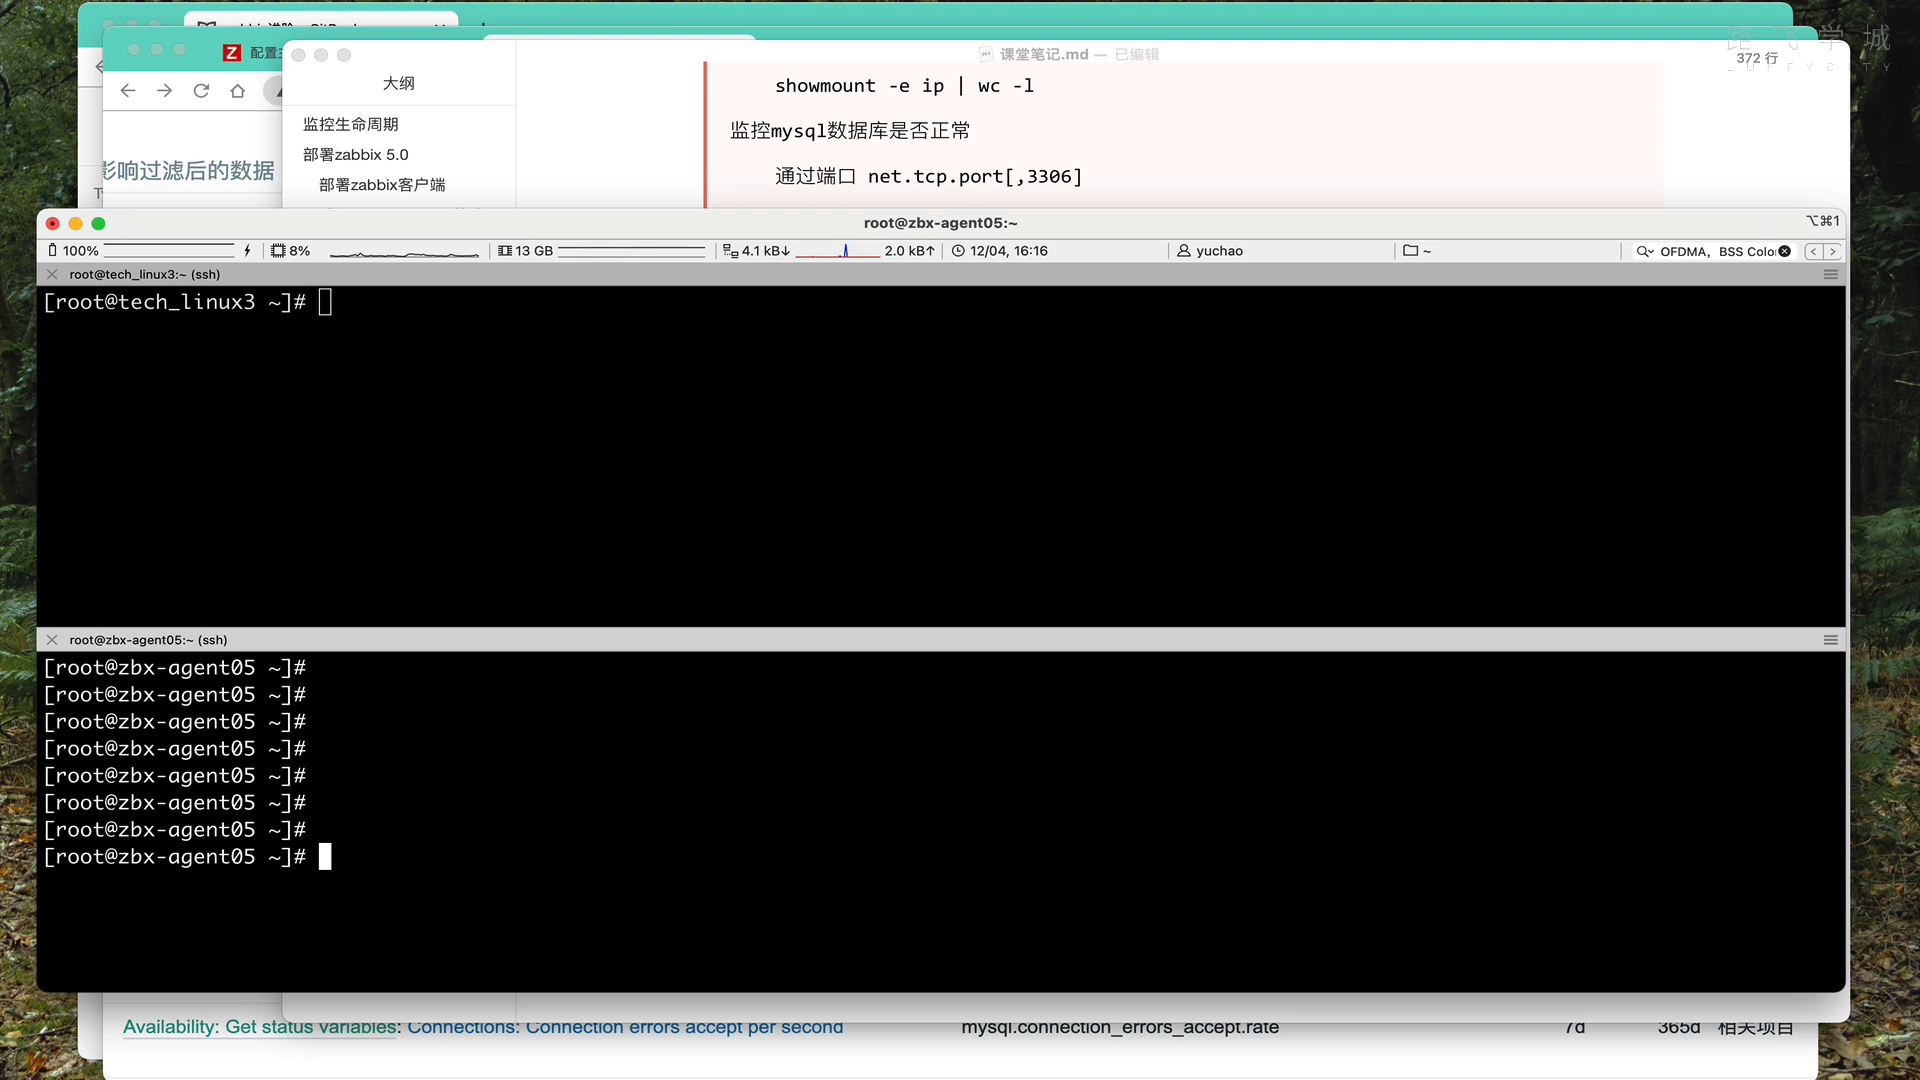 配置
大纲
监控生命周期
部署zabbix 5.0
部署zabbix客户端
影响过滤后的数据
课堂笔记.md — 已编辑
372 行
showmount -e ip | wc -l
监控mysql数据库是否正常
通过端口 net.tcp.port[,3306]
root@zbx-agent05:~
⌥⌘1
100%
8%
13 GB
4.1 kB↓
2.0 kB↑
12/04, 16:16
yuchao
~
OFDMA，BSS Color
root@tech_linux3:~ (ssh)
[root@tech_linux3 ~]#
root@zbx-agent05:~ (ssh)
[root@zbx-agent05 ~]#
[root@zbx-agent05 ~]#
[root@zbx-agent05 ~]#
[root@zbx-agent05 ~]#
[root@zbx-agent05 ~]#
[root@zbx-agent05 ~]#
[root@zbx-agent05 ~]#
[root@zbx-agent05 ~]#
Availability: Get status variables: Connections: Connection errors accept per second mysql.connection_errors_accept.rate 7d 365d 相关项目